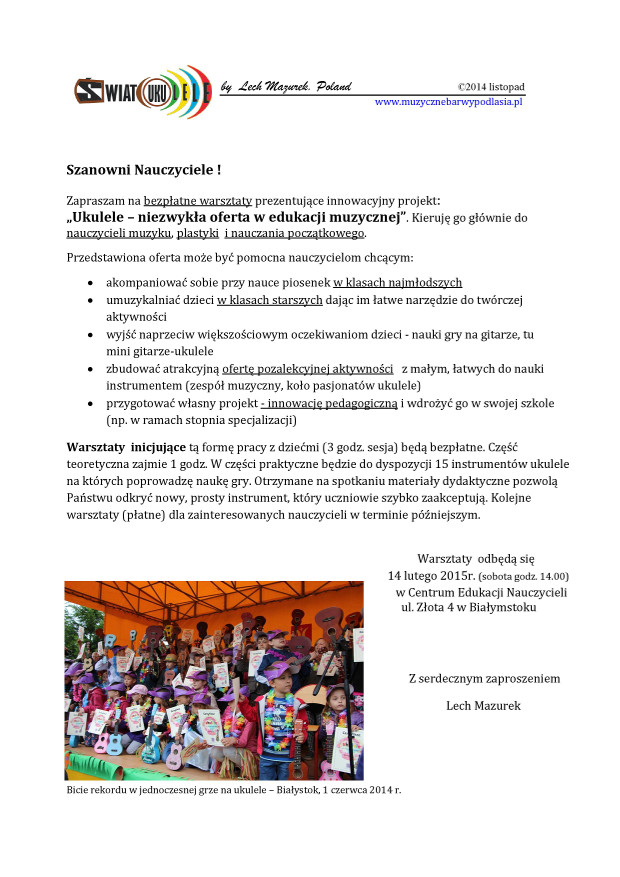 ŚWIAT UKULELE by Lech Mazurek. Poland ©2014 listopad
www.muzycznebarwypodlasia.pl
Szanowni Nauczyciele !
Zapraszam na bezpłatne warsztaty prezentujące innowacyjny projekt:
„Ukulele – niezwykła oferta w edukacji muzycznej”. Kieruję go głównie do
nauczycieli muzyku, plastyki i nauczania początkowego.
Przedstawiona oferta może być pomocna nauczycielom chcącym:
• akompaniować sobie przy nauce piosenek w klasach najmłodszych
• umuzykalniać dzieci w klasach starszych dając im łatwe narzędzie do twórczej
aktywności
• wyjść naprzeciw większościowym oczekiwaniom dzieci - nauki gry na gitarze, tu
mini gitarze-ukulele
• zbudować atrakcyjną ofertę pozalekcyjnej aktywności z małym, łatwych do nauki
instrumentem (zespół muzyczny, koło pasjonatów ukulele)
• przygotować własny projekt - innowację pedagogiczną i wdrożyć go w swojej szkole
(np. w ramach stopnia specjalizacji)
Warsztaty inicjujące tą formę pracy z dziećmi (3 godz. sesja) będą bezpłatne. Część
teoretyczna zajmie 1 godz. W części praktyczne będzie do dyspozycji 15 instrumentów ukulele
na których poprowadzę naukę gry. Otrzymane na spotkaniu materiały dydaktyczne pozwolą
Państwu odkryć nowy, prosty instrument, który uczniowie szybko zaakceptują. Kolejne
warsztaty (płatne) dla zainteresowanych nauczycieli w terminie późniejszym.
Warsztaty odbędą się
14 lutego 2015r. (sobota godz. 14.00)
w Centrum Edukacji Nauczycieli
ul. Złota 4 w Białymstoku
Z serdecznym zaproszeniem
Lech Mazurek
Bicie rekordu w jednoczesnej grze na ukulele – Białystok, 1 czerwca 2014 r.